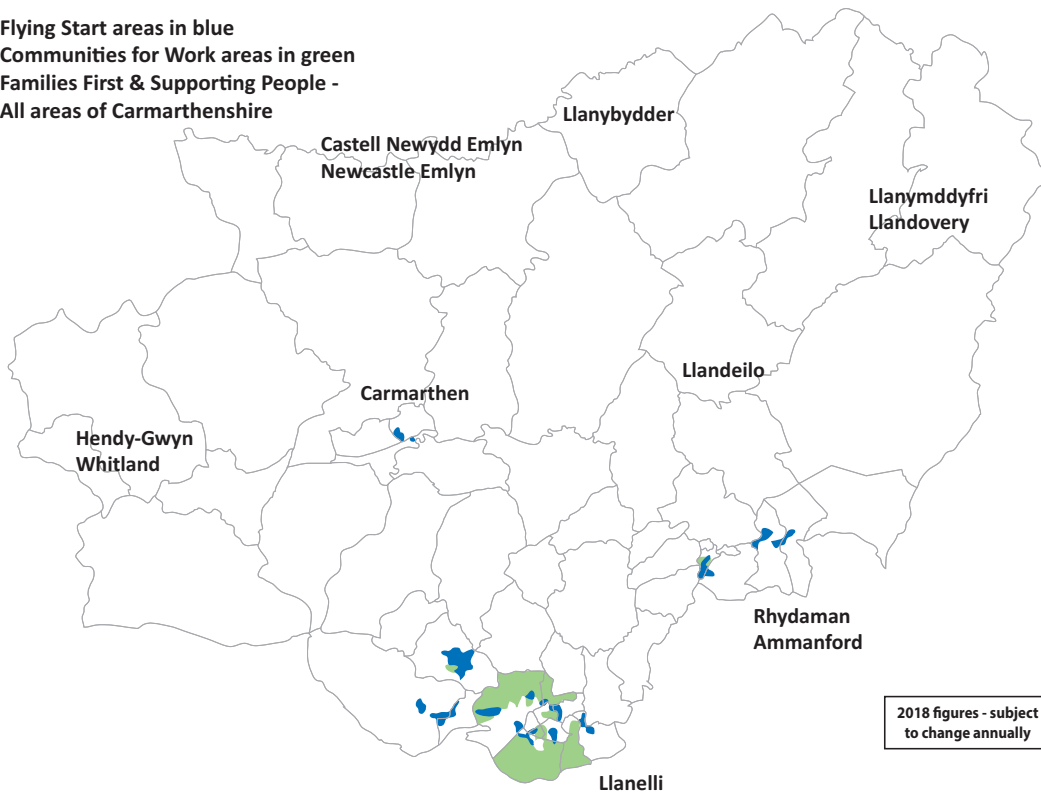 Flying Start areas in blue
Communities for Work areas in green
Families First & Supporting People -
All areas of Carmarthenshire
Llanybydder
Castell Newydd Emlyn
Newcastle Emlyn
Llanymddyfri
Llandovery
Llandeilo
Carmarthen
Hendy-Gwyn
Whitland
Rhydaman
Ammanford
2018 figures - subject
to change annually
Llanelli